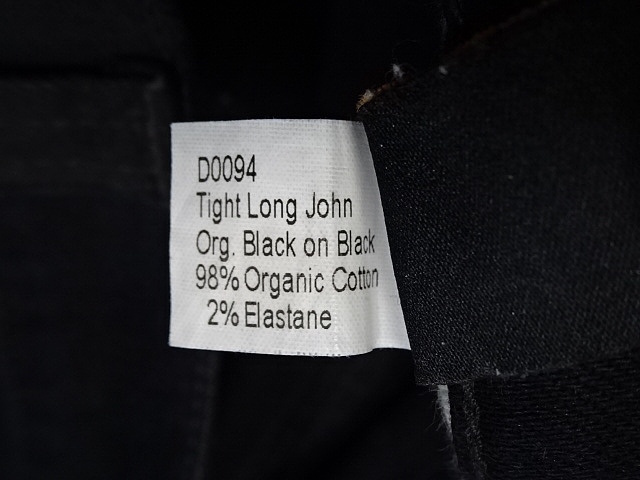 D0094
Tight Long John
Org. Black on Black
98% Organic Cotton
2% Elastane